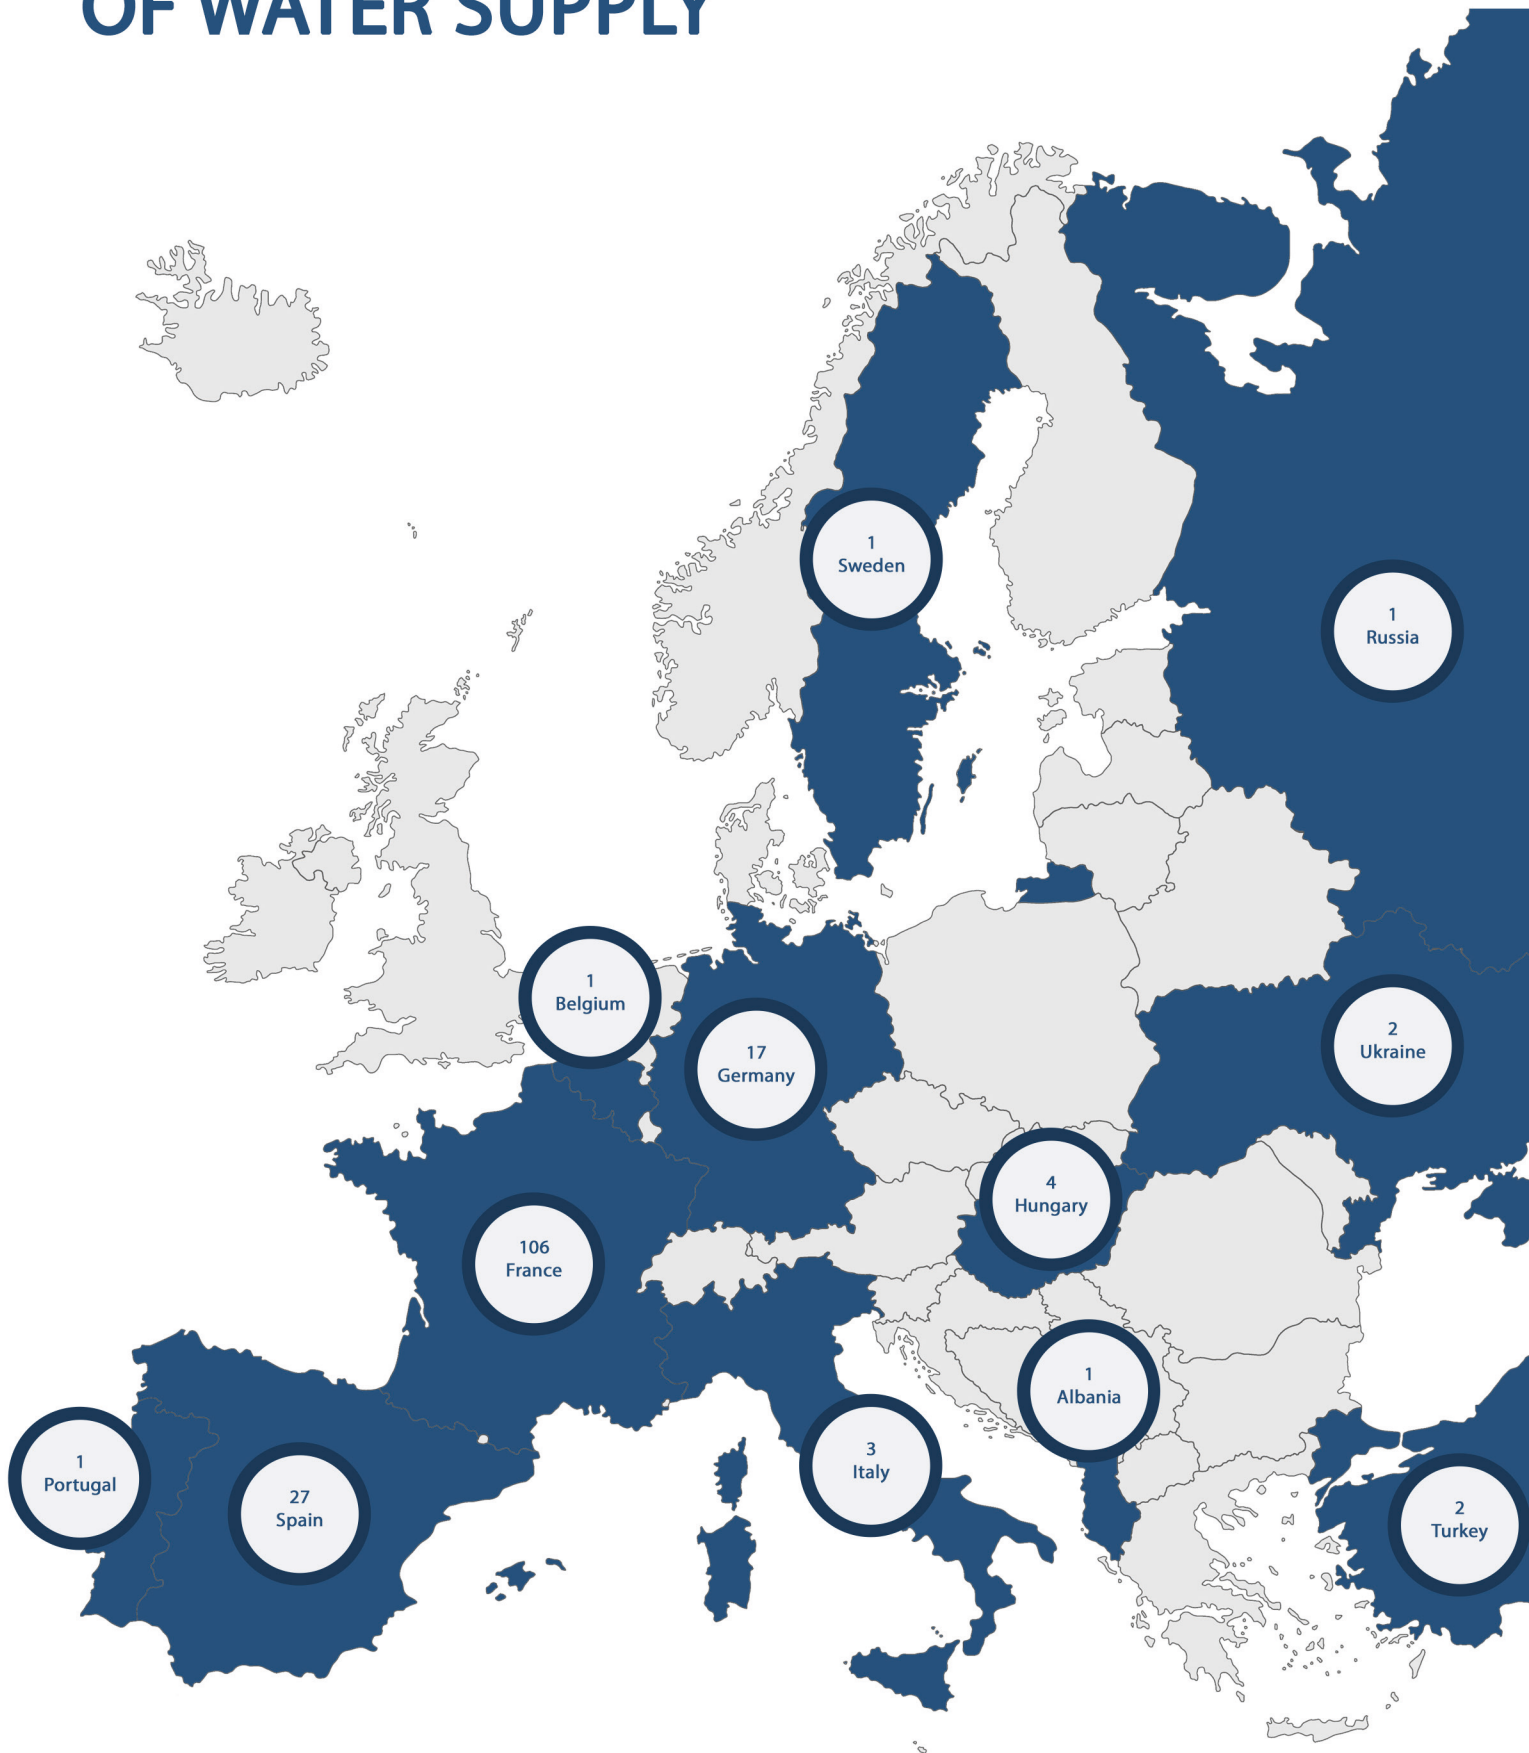 OF WATER SUPPLY
1
Sweden
1
Russia
1
Belgium
17
Germany
2
Ukraine
4
Hungary
106
France
1
Albania
1
Portugal
27
Spain
3
Italy
2
Turkey